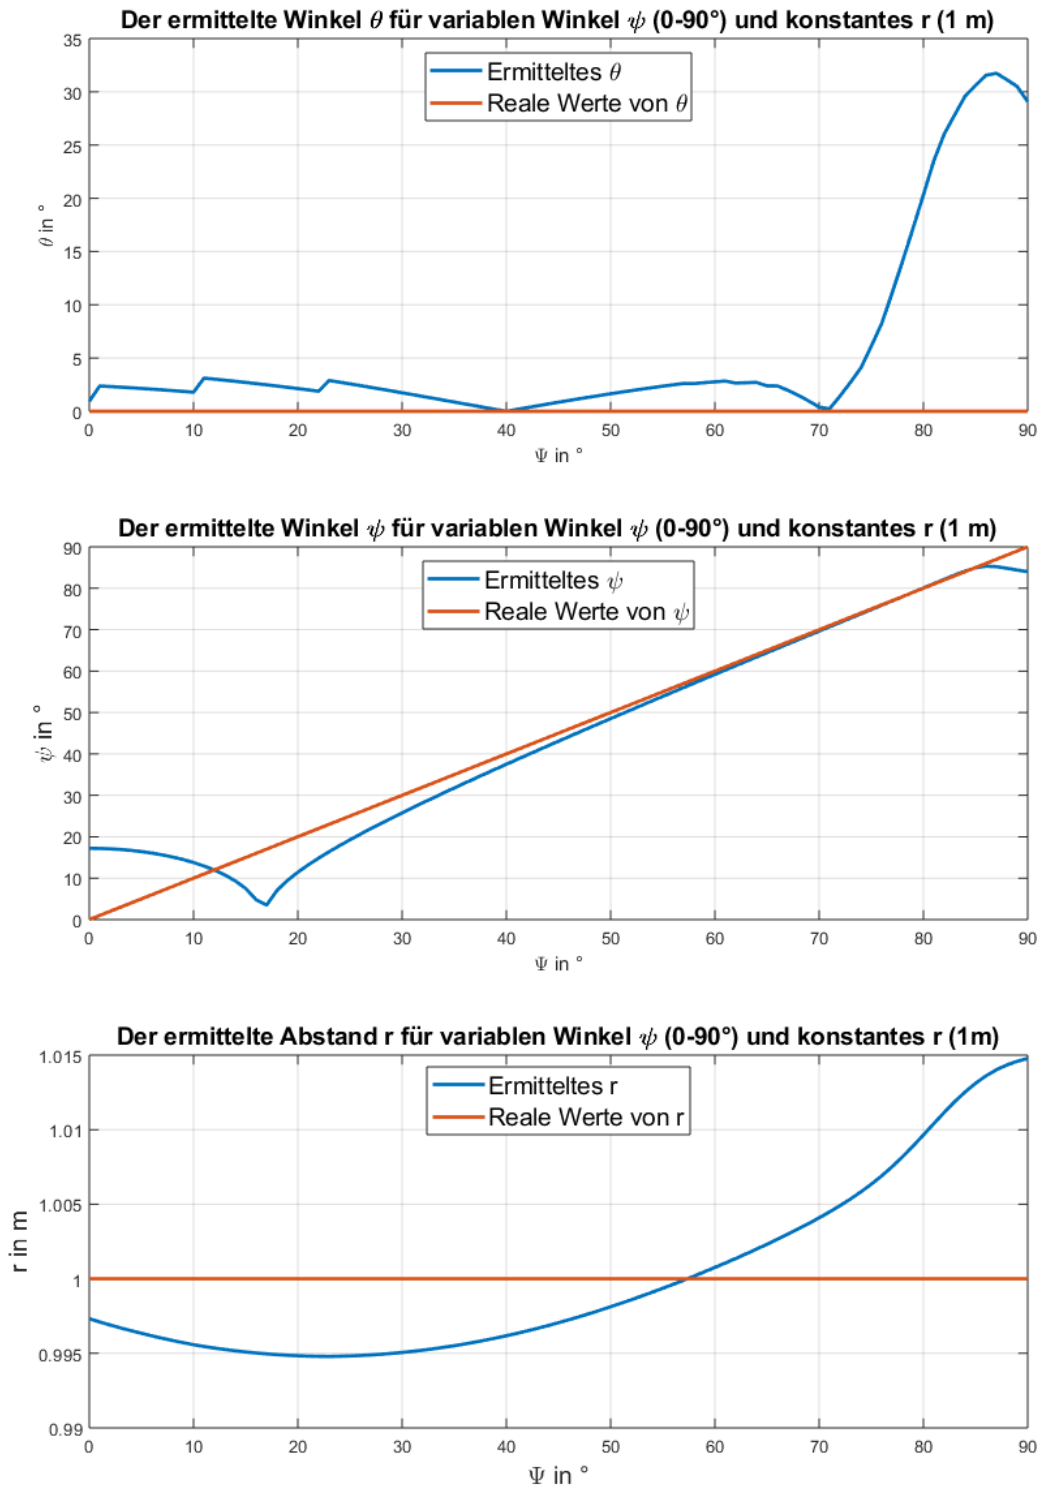 Der ermittelte Winkel θ für variablen Winkel ψ (0-90°) und konstantes r (1 m)
35
30
25
20
15
10
5
0
θ in °
Ermitteltes θ
Reale Werte von θ
0 10 20 30 40 50 60 70 80 90
Ψ in °
Der ermittelte Winkel ψ für variablen Winkel ψ (0-90°) und konstantes r (1 m)
90
80
70
60
50
40
30
20
10
0
ψ in °
Ermitteltes ψ
Reale Werte von ψ
0 10 20 30 40 50 60 70 80 90
Ψ in °
Der ermittelte Abstand r für variablen Winkel ψ (0-90°) und konstantes r (1m)
1.015
1.01
1.005
1
0.995
0.99
r in m
Ermitteltes r
Reale Werte von r
0 10 20 30 40 50 60 70 80 90
Ψ in °